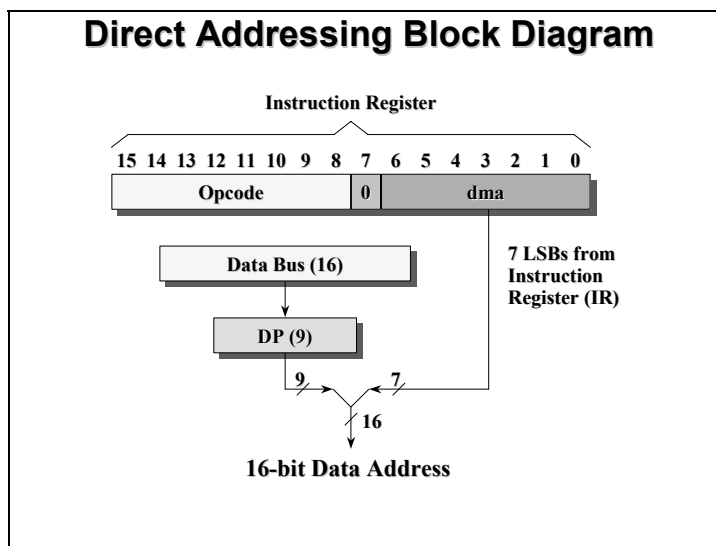 Direct Addressing Block Diagram
Instruction Register
15 14 13 12 11 10 9 8 7 6 5 4 3 2 1 0
Opcode 0 dma
7 LSBs from
Instruction
Register (IR)
Data Bus (16)
DP (9)
9 7
16
16-bit Data Address